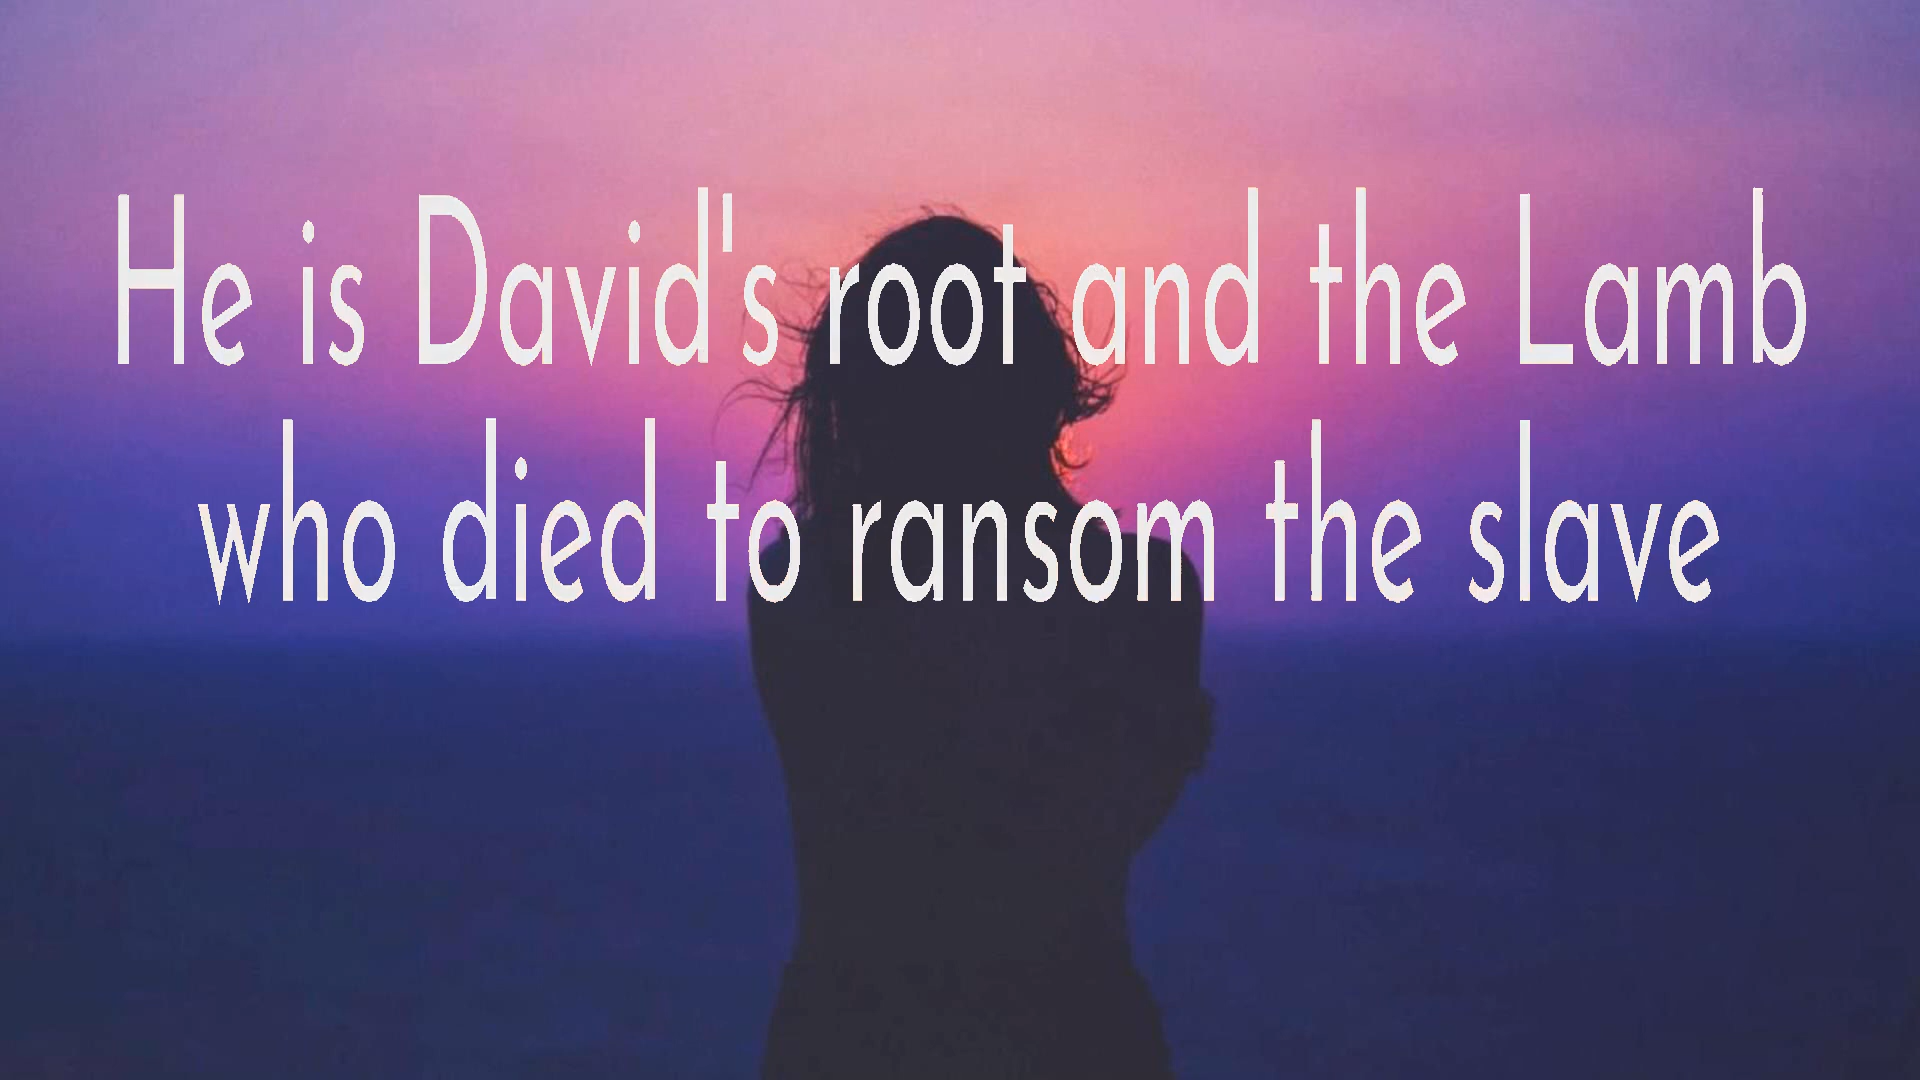 He is David's root and the Lamb
who died to ransom the slave